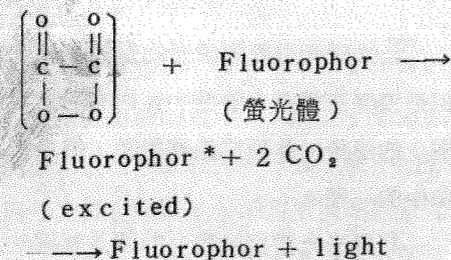 O O
|| ||
C — C + Fluorophor ⟶
| |
O — O (螢光體)
Fluorophor * + 2 CO₂
(excited)
⟶ Fluorophor + light